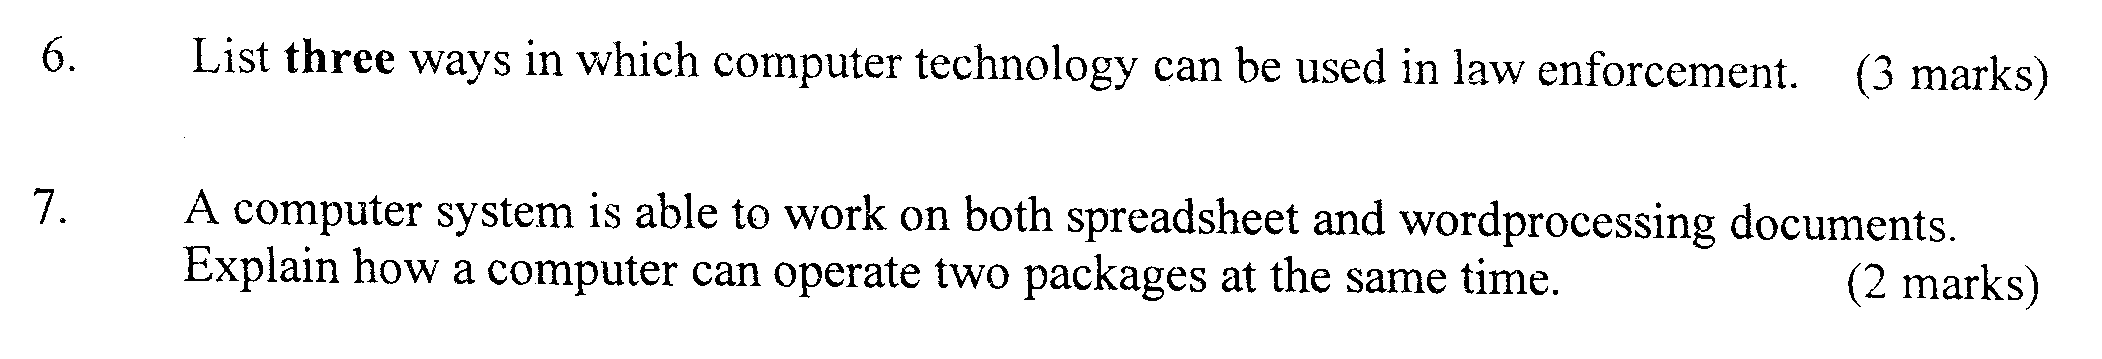 6. List three ways in which computer technology can be used in law enforcement. (3 marks)
7. A computer system is able to work on both spreadsheet and wordprocessing documents.
Explain how a computer can operate two packages at the same time. (2 marks)